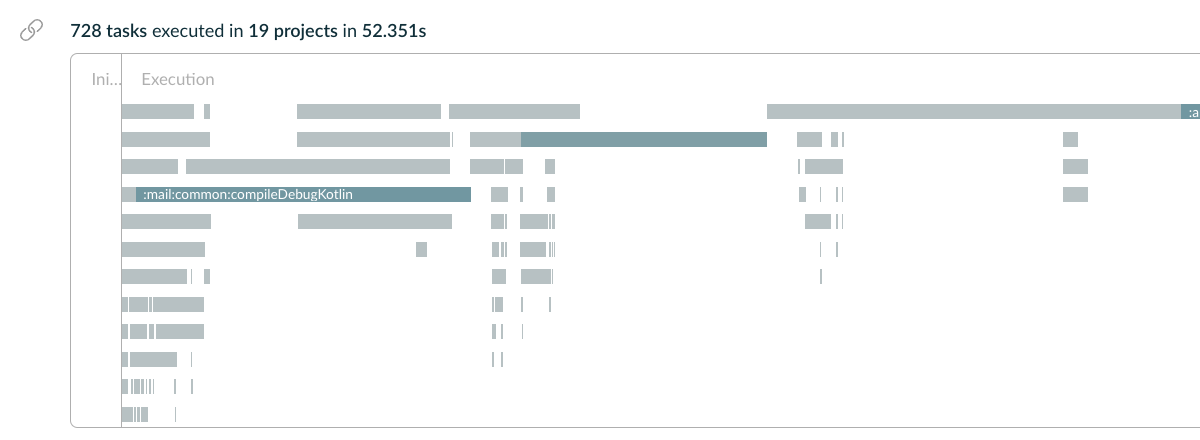 728 tasks executed in 19 projects in 52.351s
Ini... Execution
:a
:mail:common:compileDebugKotlin